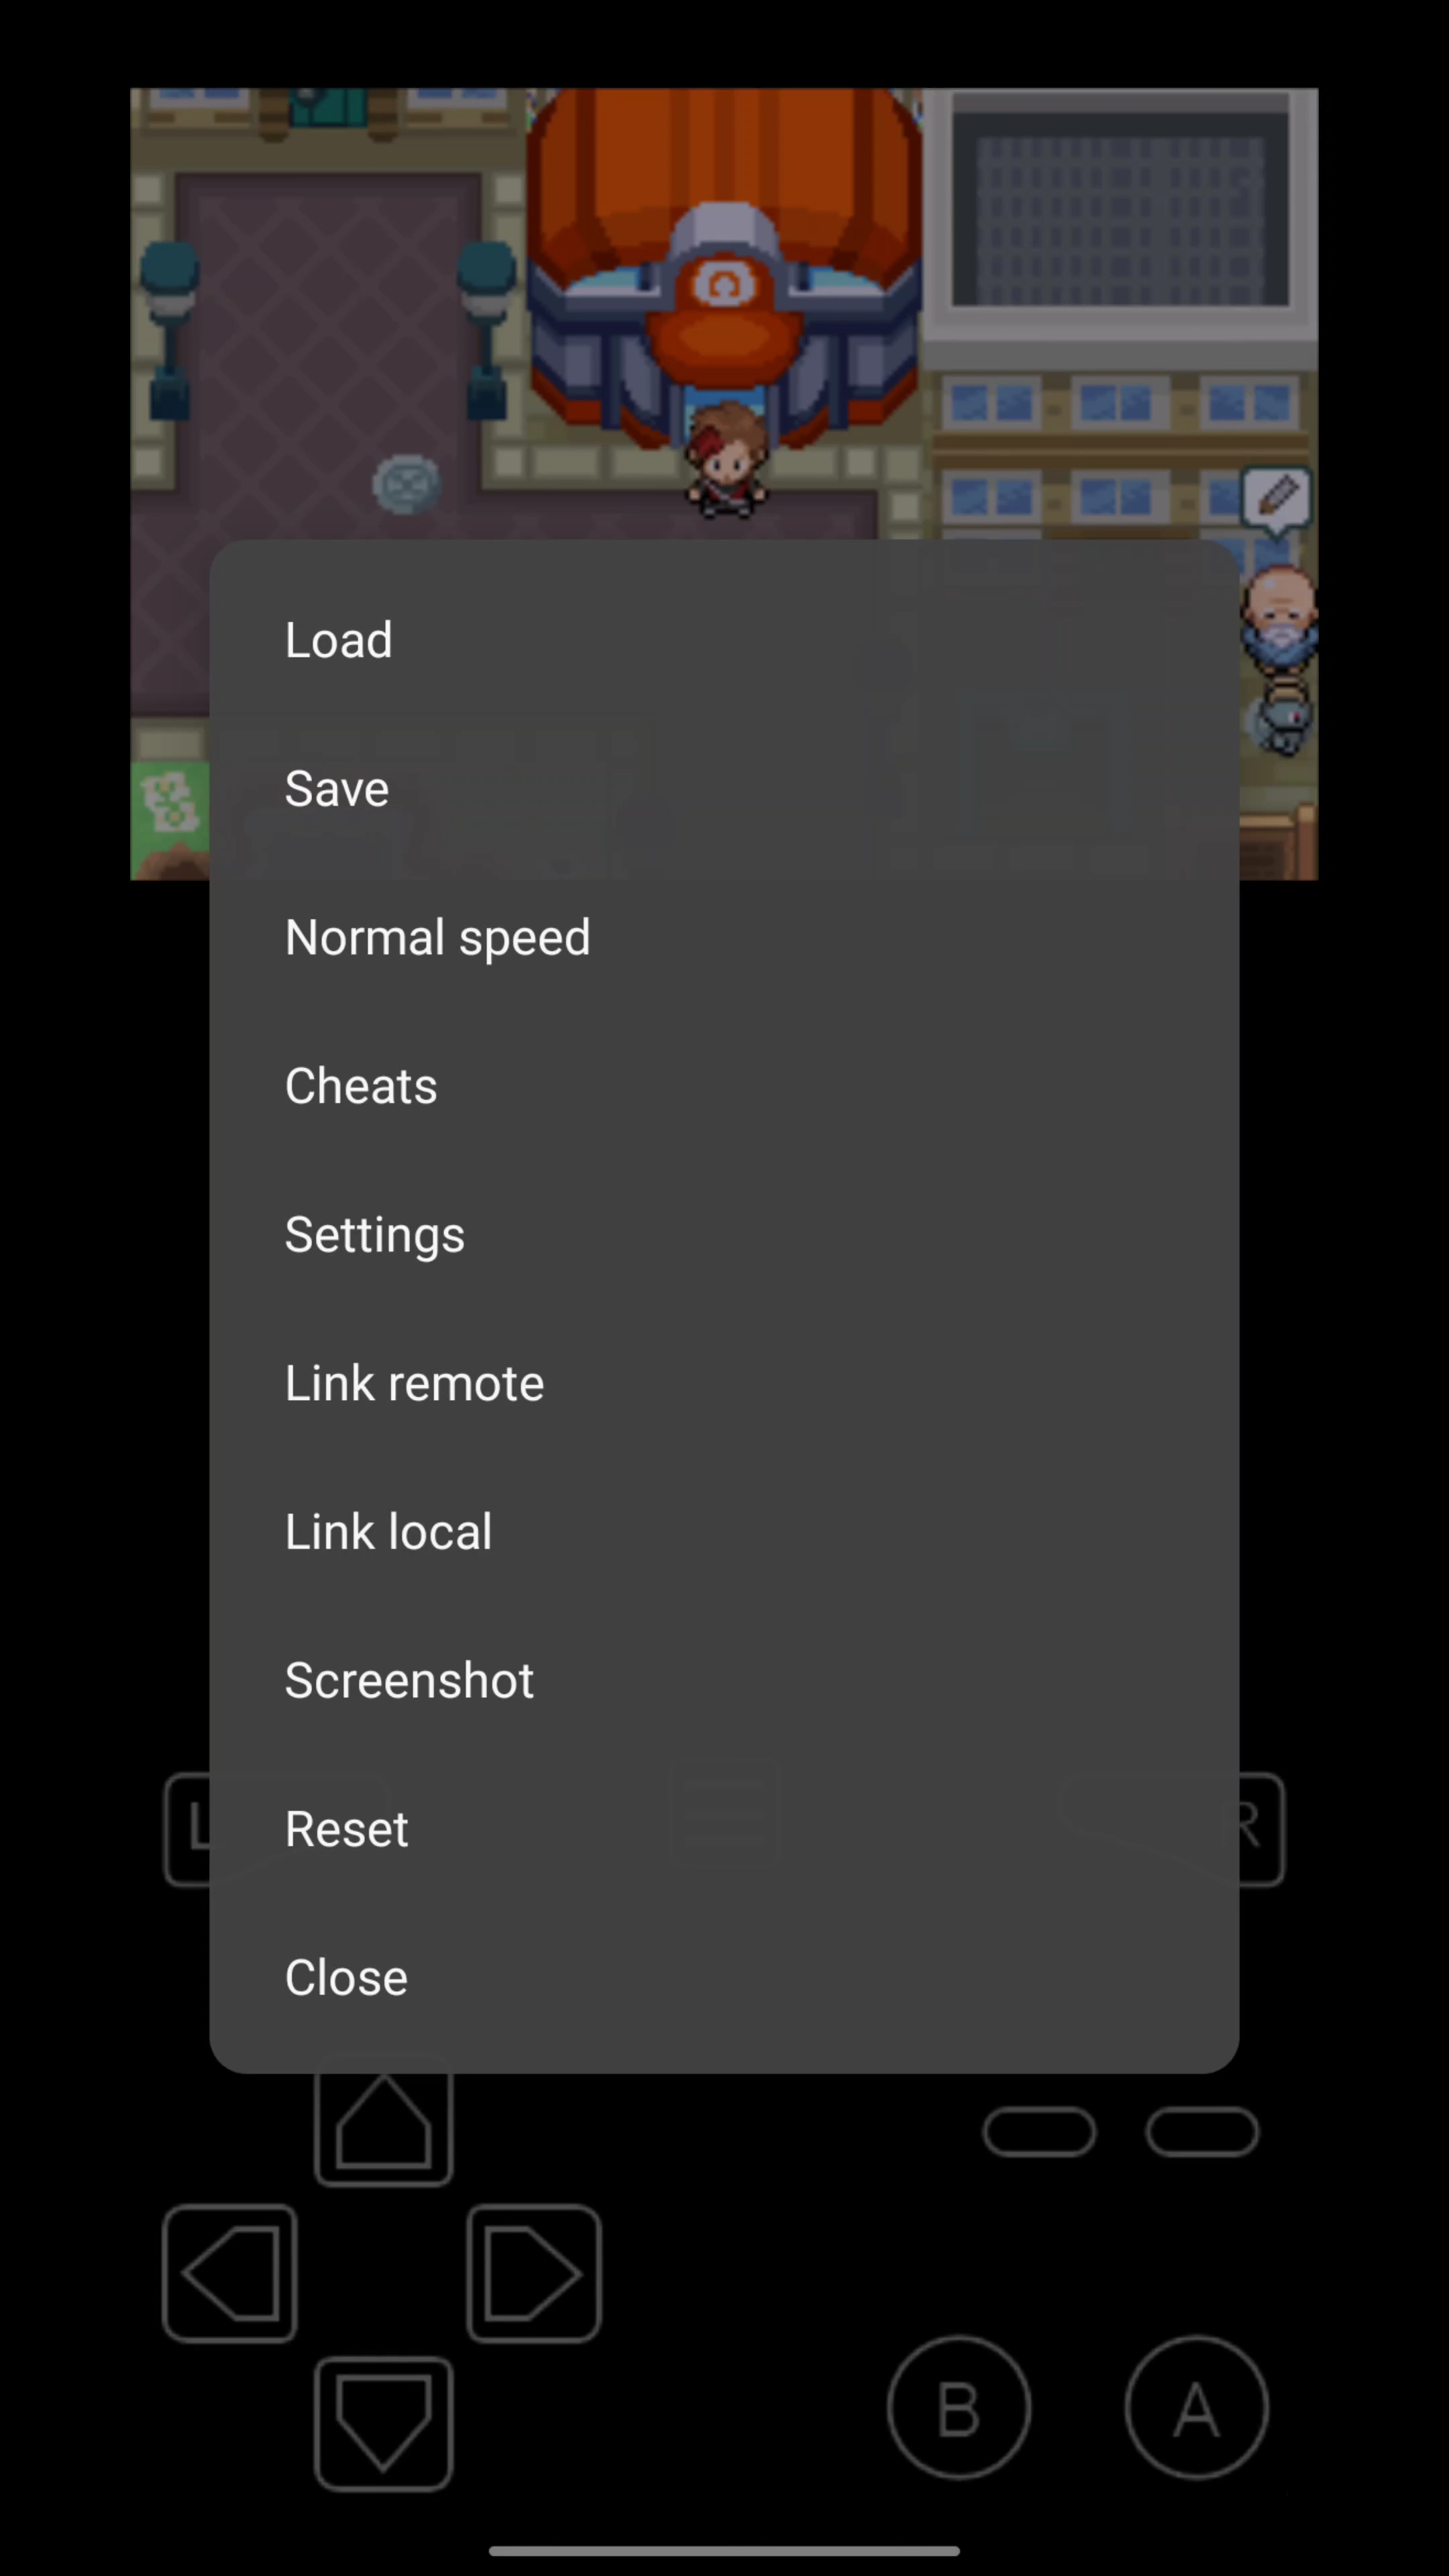 Load
Save
Normal speed
Cheats
Settings
Link remote
Link local
Screenshot
L
R
Reset
Close
B
A